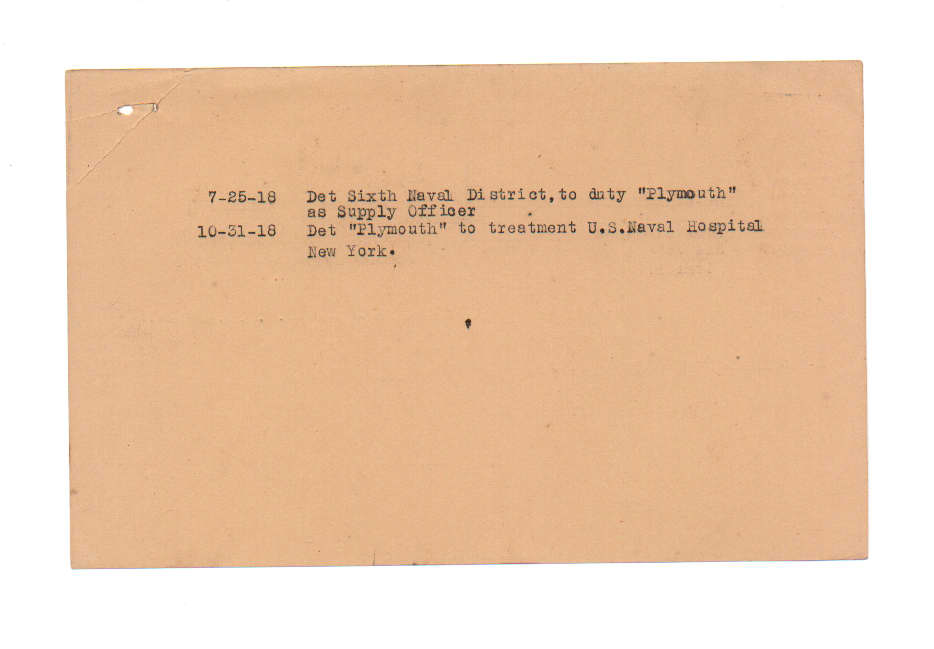 7-25-18 Det Sixth Naval District,to duty "Plymouth"
as Supply Officer
10-31-18 Det "Plymouth" to treatment U.S.Naval Hospital
New York.